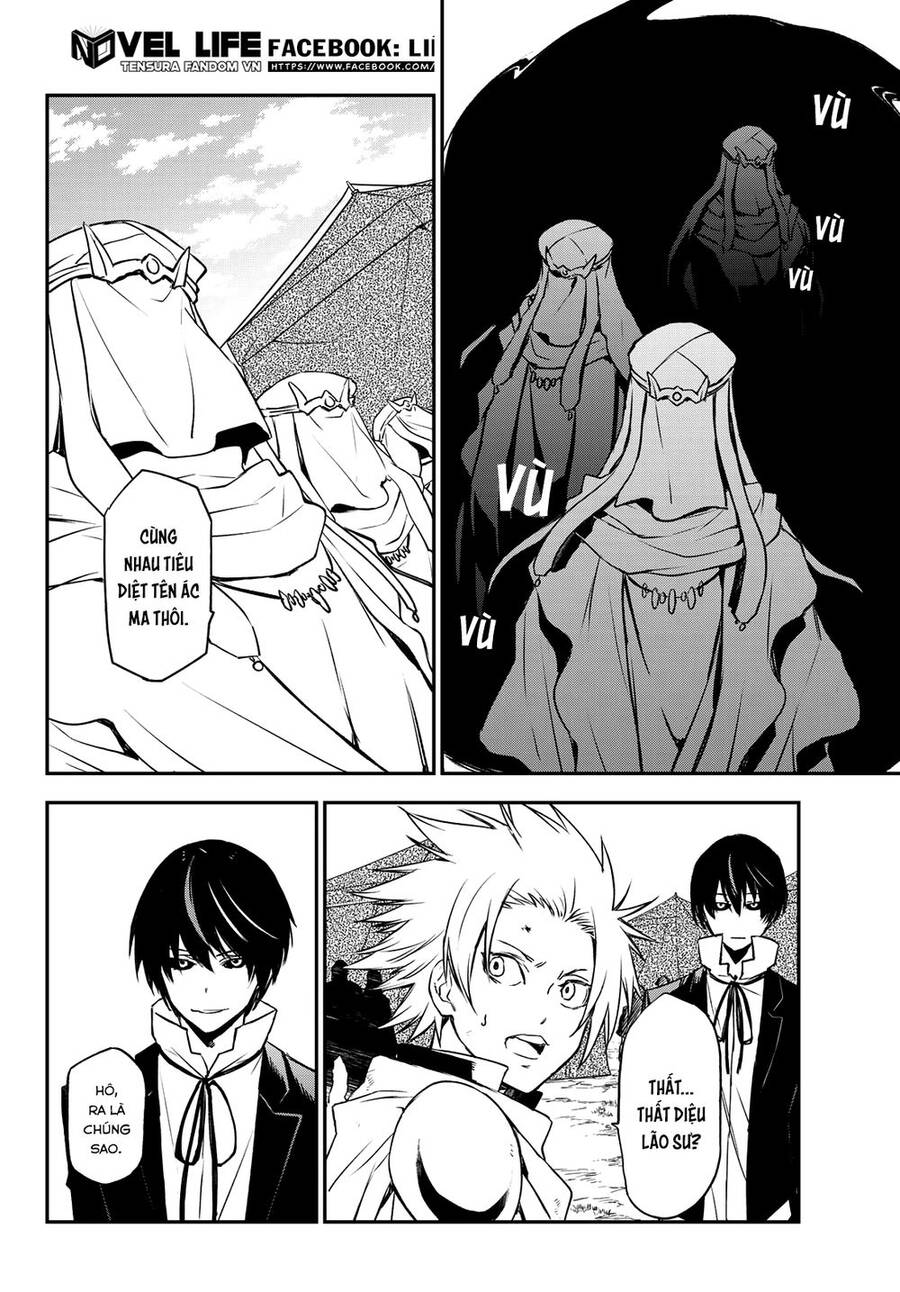 NOVEL LIFE
TENSURA FANDOM VN
FACEBOOK: LI
HTTPS://WWW.FACEBOOK.COM/
VÙ
VÙ
VÙ
VÙ
VÙ
CÙNG
NHAU TIÊU
DIỆT TÊN ÁC
MA THÔI.
THẤT...
THẤT DIỆU
LÃO SƯ?
HÔ,
RA LÀ
CHÚNG
SAO.